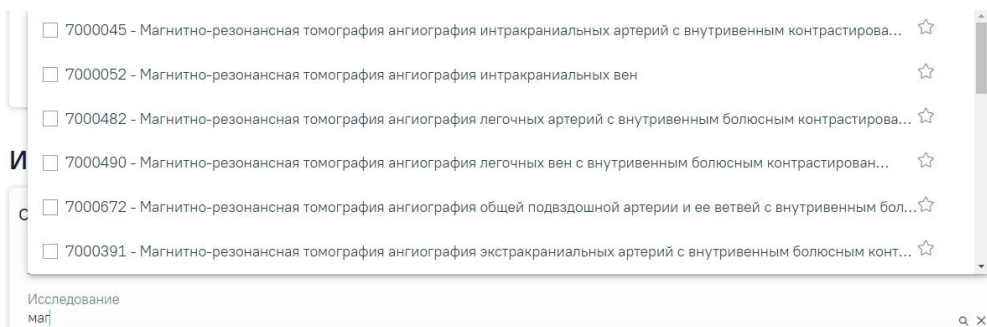 7000045 - Магнитно-резонансная томография ангиография интракраниальных артерий с внутривенным контрастирова...
7000052 - Магнитно-резонансная томография ангиография интракраниальных вен
7000482 - Магнитно-резонансная томография ангиография легочных артерий с внутривенным болюсным контрастирова...
7000490 - Магнитно-резонансная томография ангиография легочных вен с внутривенным болюсным контрастирован...
7000672 - Магнитно-резонансная томография ангиография общей подвздошной артерии и ее ветвей с внутривенным бол...
7000391 - Магнитно-резонансная томография ангиография экстракраниальных артерий с внутривенным болюсным конт...
Исследование
маг